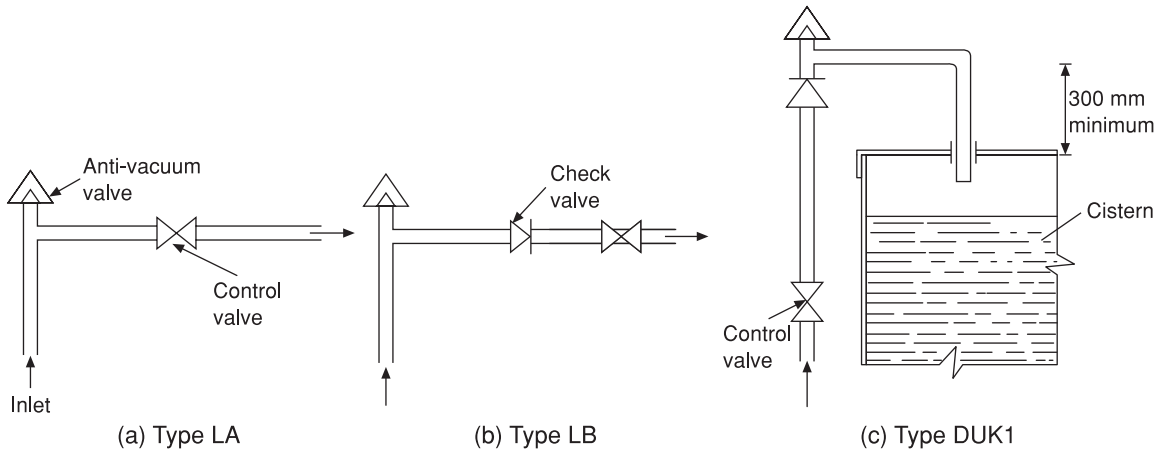 Anti-vacuum
valve
Control
valve
Inlet
(a) Type LA
Check
valve
(b) Type LB
300 mm
minimum
Cistern
Control
valve
(c) Type DUK1